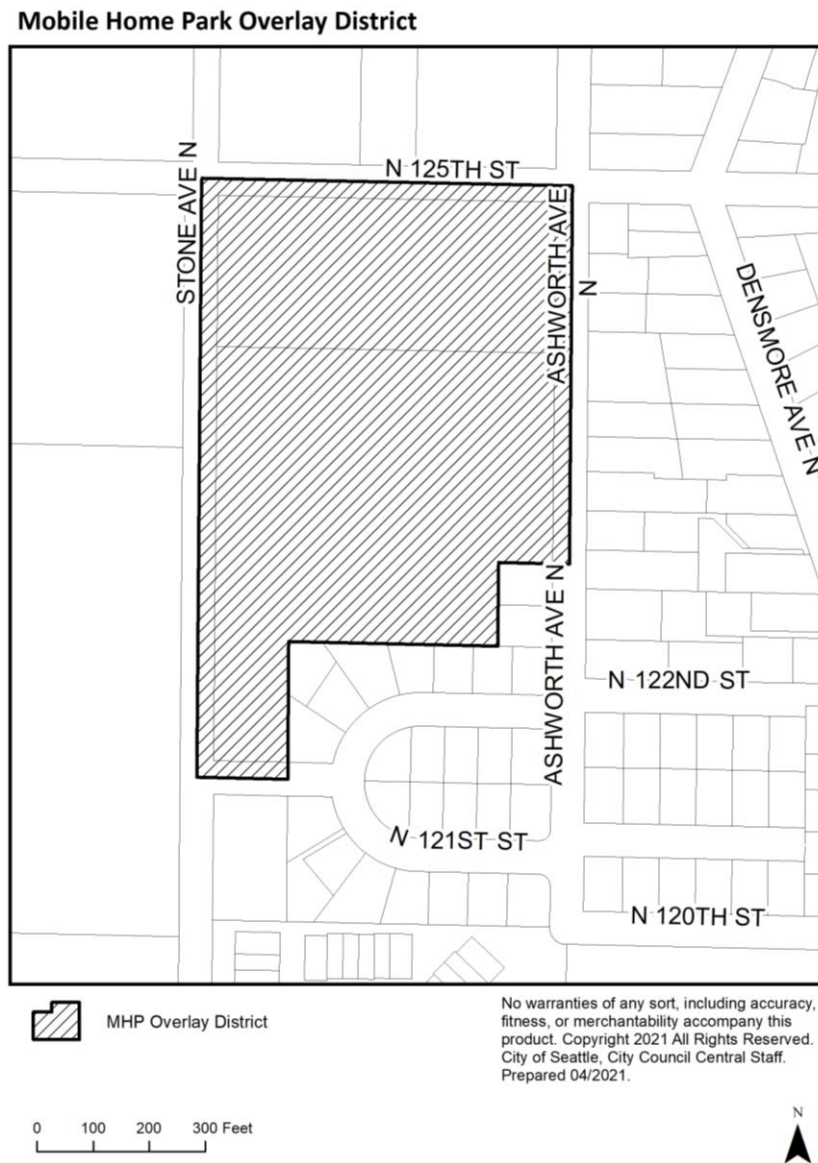 Mobile Home Park Overlay District
N 125TH ST
STONE AVE N
ASHWORTH AVE
N
DENSMORE AVE N
ASHWORTH AVE N
N 122ND ST
N 121ST ST
N 120TH ST
MHP Overlay District
No warranties of any sort, including accuracy,
fitness, or merchantability accompany this
product. Copyright 2021 All Rights Reserved.
City of Seattle, City Council Central Staff.
Prepared 04/2021.
0 100 200 300 Feet
N